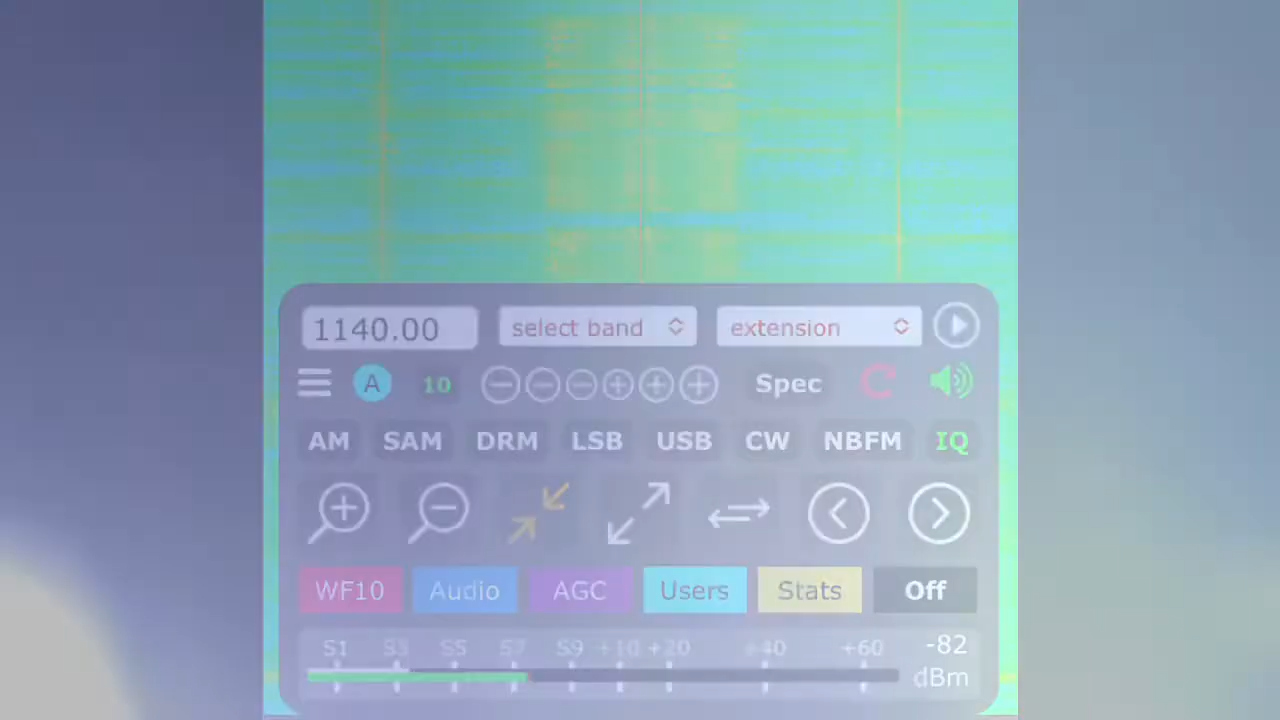 1140.00 select band extension
A 10 Spec
AM SAM DRM LSB USB CW NBFM IQ
WF10 Audio AGC Users Stats Off
S1 S3 S5 S7 S9 +10 +20 +40 +60 -82
dBm